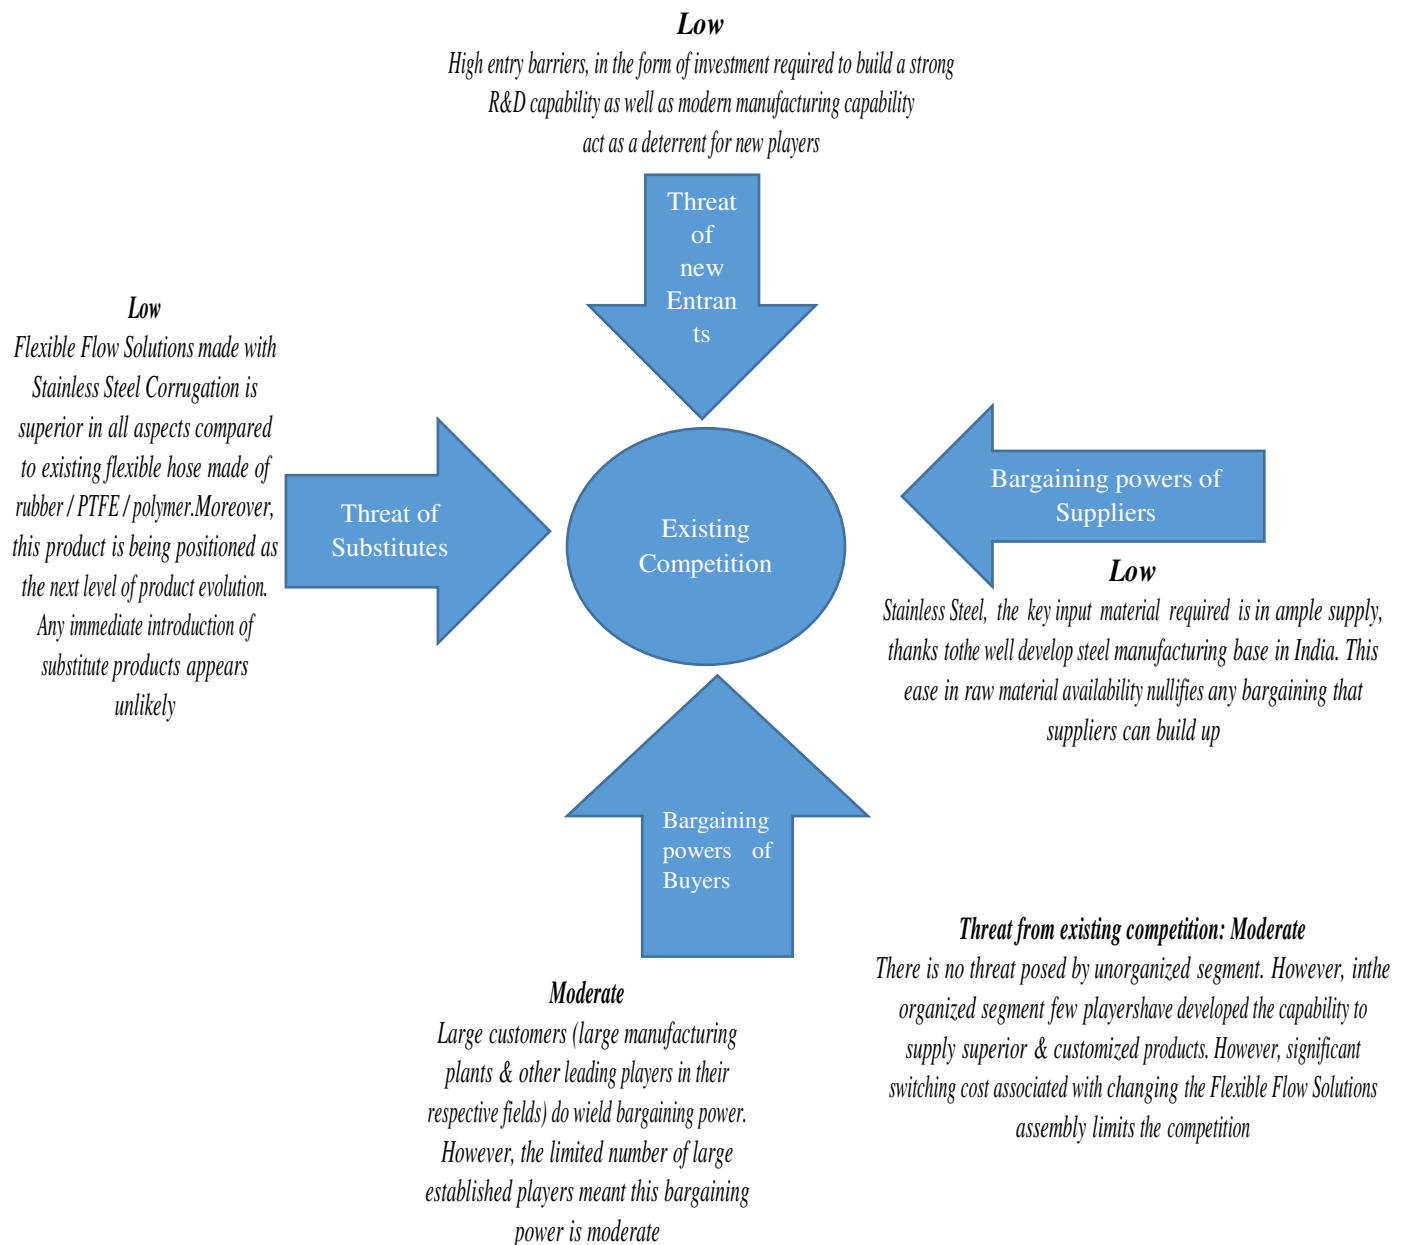 Low
High entry barriers, in the form of investment required to build a strong
R&D capability as well as modern manufacturing capability
act as a deterrent for new players
Threat
of
new
Entran
ts
Low
Flexible Flow Solutions made with
Stainless Steel Corrugation is
superior in all aspects compared
to existing flexible hose made of
rubber / PTFE / polymer.Moreover,
this product is being positioned as
the next level of product evolution.
Any immediate introduction of
substitute products appears
unlikely
Threat of
Substitutes
Existing
Competition
Bargaining powers of
Suppliers
Low
Stainless Steel, the key input material required is in ample supply,
thanks tothe well develop steel manufacturing base in India. This
ease in raw material availability nullifies any bargaining that
suppliers can build up
Bargaining
powers of
Buyers
Moderate
Large customers (large manufacturing
plants & other leading players in their
respective fields) do wield bargaining power.
However, the limited number of large
established players meant this bargaining
power is moderate
Threat from existing competition: Moderate
There is no threat posed by unorganized segment. However, inthe
organized segment few playershave developed the capability to
supply superior & customized products. However, significant
switching cost associated with changing the Flexible Flow Solutions
assembly limits the competition